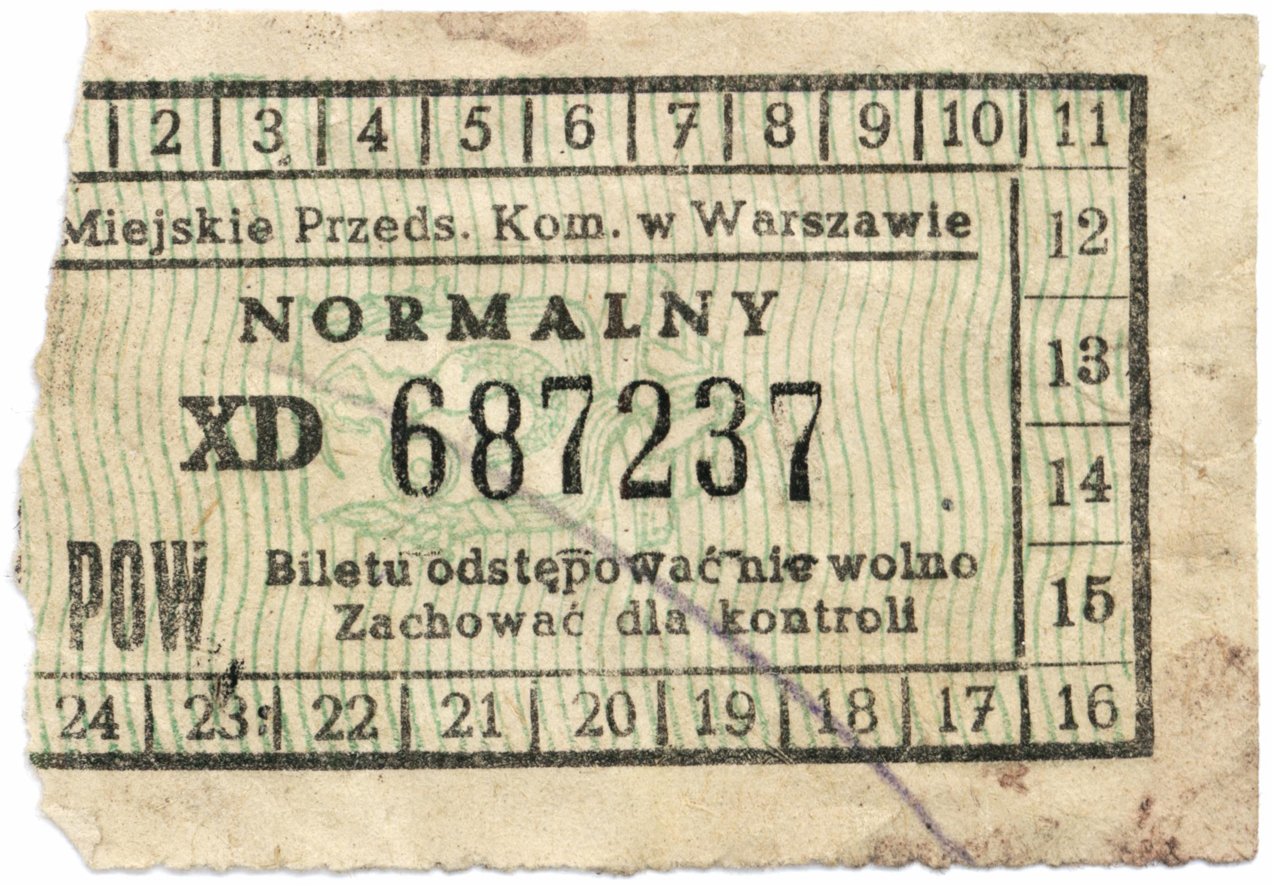 2 3 4 5 6 7 8 9 10 11
Miejskie Przeds. Kom. w Warszawie
12
NORMALNY
13
XD 687237
14
POW Biletu odstępować nie wolno
Zachować dla kontroli
15
24 23 22 21 20 19 18 17 16